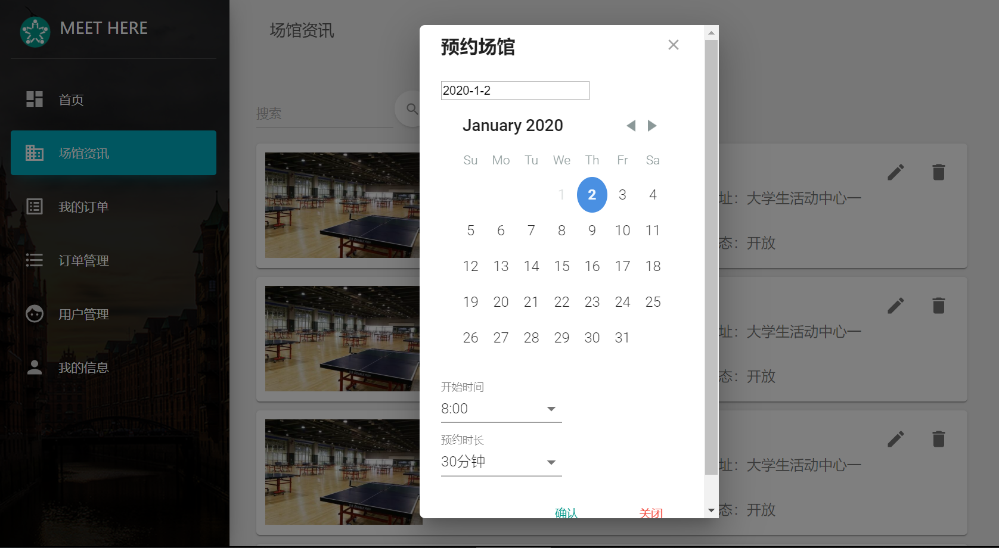 MEET HERE
首页
场馆资讯
我的订单
订单管理
用户管理
我的信息
场馆资讯
搜索
预约场馆
2020-1-2
January 2020
Su Mo Tu We Th Fr Sa
1 2 3 4
5 6 7 8 9 10 11
12 13 14 15 16 17 18
19 20 21 22 23 24 25
26 27 28 29 30 31
开始时间
8:00
预约时长
30分钟
确认 关闭
址：大学生活动中心一
态：开放
址：大学生活动中心一
态：开放
址：大学生活动中心一
态：开放